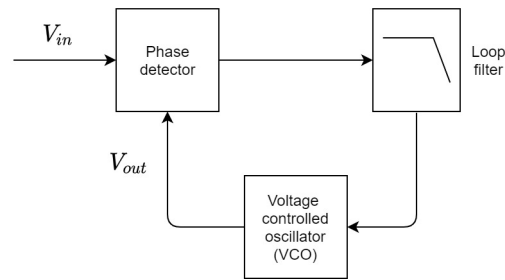 V_in
Phase
detector
Loop
filter
V_out
Voltage
controlled
oscillator
(VCO)